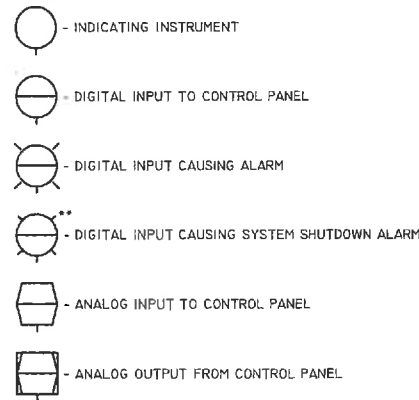 - INDICATING INSTRUMENT
- DIGITAL INPUT TO CONTROL PANEL
- DIGITAL INPUT CAUSING ALARM
** - DIGITAL INPUT CAUSING SYSTEM SHUTDOWN ALARM
- ANALOG INPUT TO CONTROL PANEL
- ANALOG OUTPUT FROM CONTROL PANEL